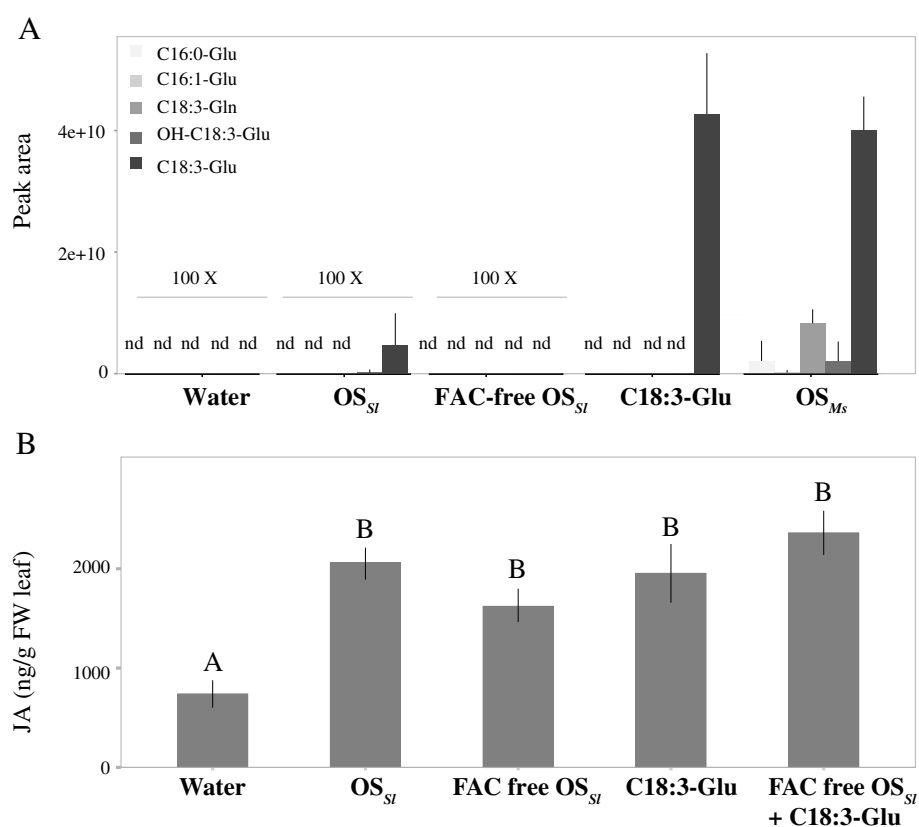 A
C16:0-Glu
C16:1-Glu
C18:3-Gln
OH-C18:3-Glu
C18:3-Glu
Peak area
4e+10
2e+10
0
100 X 100 X 100 X
nd nd nd nd nd nd nd nd nd nd nd nd nd nd nd nd nd
Water OSSl FAC-free OSSl C18:3-Glu OSMs
B
JA (ng/g FW leaf)
2000
1000
0
A B B B B
Water OSSl FAC free OSSl C18:3-Glu FAC free OSSl
+ C18:3-Glu